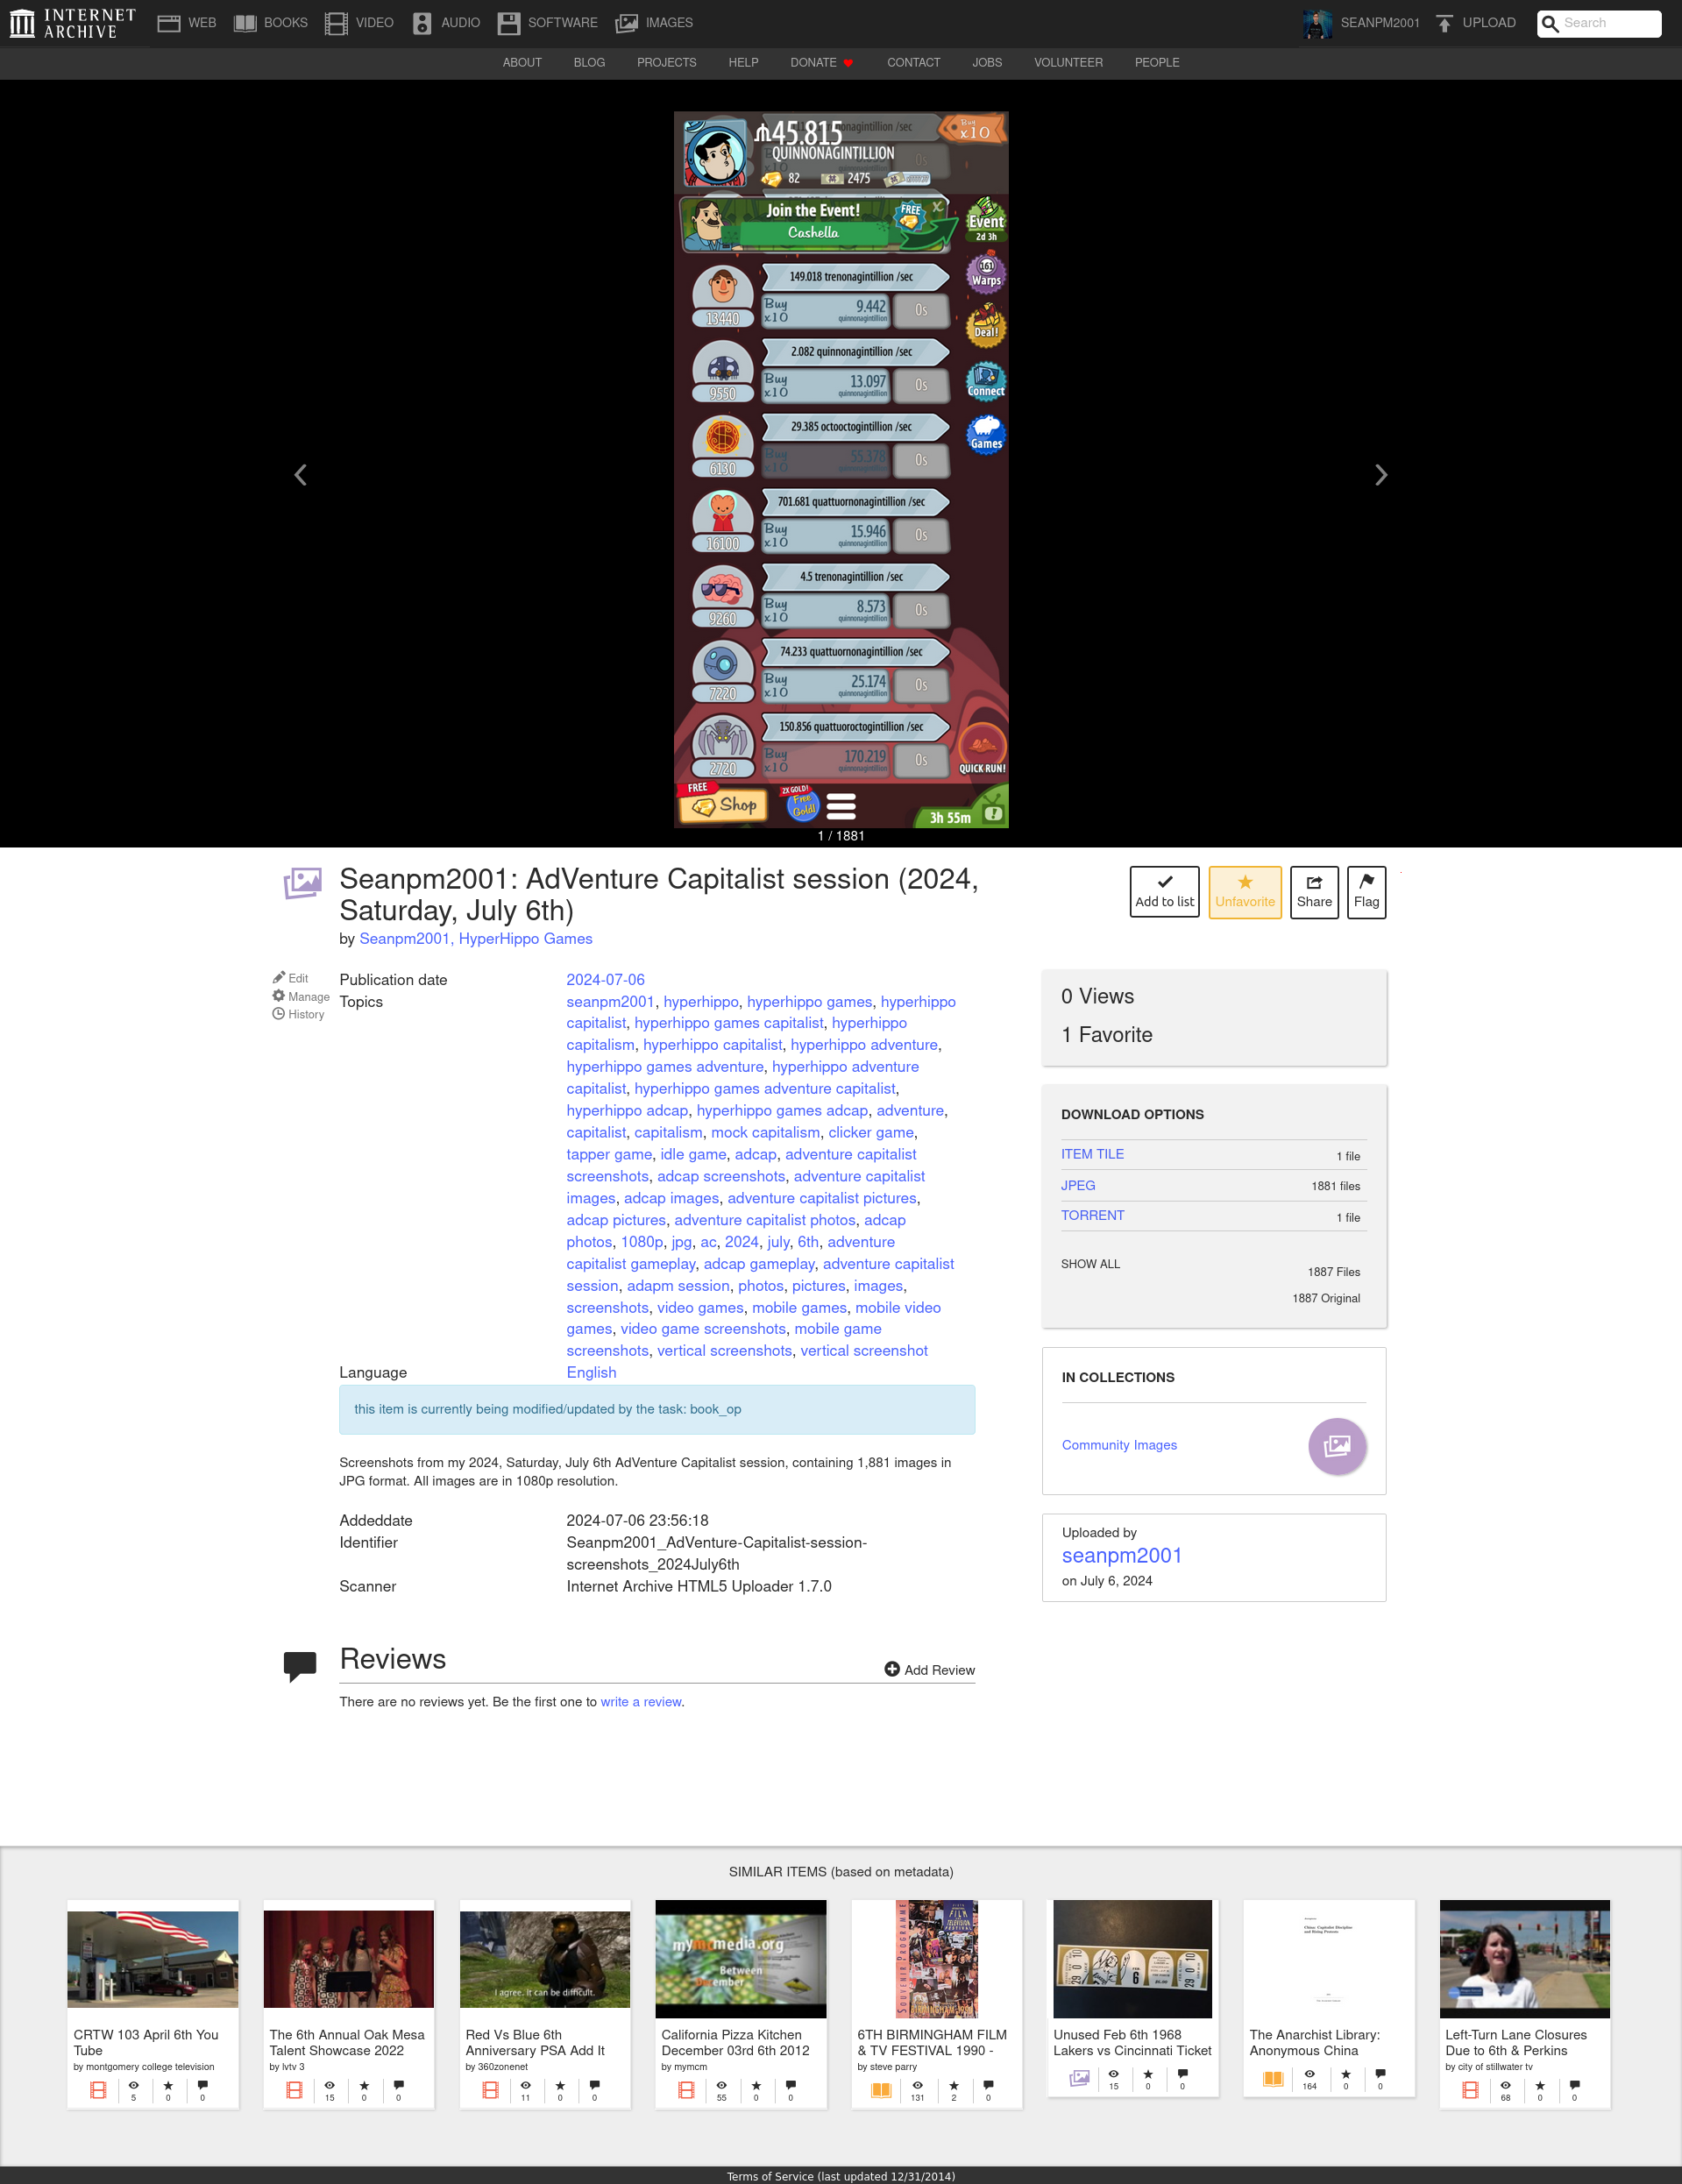 INTERNET ARCHIVE
WEB
BOOKS
VIDEO
AUDIO
SOFTWARE
IMAGES
SEANPM2001
UPLOAD
Search
ABOUT
BLOG
PROJECTS
HELP
DONATE
CONTACT
JOBS
VOLUNTEER
PEOPLE
45.815
QUINNONAGINTILLION
82
2475
Buy x10
Join the Event!
Cashella
FREE
X
Event
2d 3h
161
Warps
Deal!
Connect
Games
149.018 trenonagintillion /sec
13440
Buy x10
9.442
quinnonagintillion
0s
2.082 quinnonagintillion /sec
9550
Buy x10
13.097
quinnonagintillion
0s
29.385 octooctogintillion /sec
6130
Buy x10
55.378
quinnonagintillion
0s
701.681 quattuornonagintillion /sec
16100
Buy x10
15.946
quinnonagintillion
0s
4.5 trenonagintillion /sec
9260
Buy x10
8.573
quinnonagintillion
0s
74.233 quattuornonagintillion /sec
7220
Buy x10
25.174
quinnonagintillion
0s
150.856 quattuoroctogintillion /sec
2720
Buy x10
170.219
quinnonagintillion
0s
QUICK RUN!
FREE
Shop
2X GOLD!
Free Gold!
3h 55m
1 / 1881
Seanpm2001: AdVenture Capitalist session (2024,
Saturday, July 6th)
by Seanpm2001, HyperHippo Games
Add to list
Unfavorite
Share
Flag
Edit
Manage
History
Publication date 2024-07-06
Topics seanpm2001, hyperhippo, hyperhippo games, hyperhippo
capitalist, hyperhippo games capitalist, hyperhippo
capitalism, hyperhippo capitalist, hyperhippo adventure,
hyperhippo games adventure, hyperhippo adventure
capitalist, hyperhippo games adventure capitalist,
hyperhippo adcap, hyperhippo games adcap, adventure,
capitalist, capitalism, mock capitalism, clicker game,
tapper game, idle game, adcap, adventure capitalist
screenshots, adcap screenshots, adventure capitalist
images, adcap images, adventure capitalist pictures,
adcap pictures, adventure capitalist photos, adcap
photos, 1080p, jpg, ac, 2024, july, 6th, adventure
capitalist gameplay, adcap gameplay, adventure capitalist
session, adapm session, photos, pictures, images,
screenshots, video games, mobile games, mobile video
games, video game screenshots, mobile game
screenshots, vertical screenshots, vertical screenshot
Language English
this item is currently being modified/updated by the task: book_op
Screenshots from my 2024, Saturday, July 6th AdVenture Capitalist session, containing 1,881 images in
JPG format. All images are in 1080p resolution.
Addeddate 2024-07-06 23:56:18
Identifier Seanpm2001_AdVenture-Capitalist-session-
screenshots_2024July6th
Scanner Internet Archive HTML5 Uploader 1.7.0
0 Views
1 Favorite
DOWNLOAD OPTIONS
ITEM TILE 1 file
JPEG 1881 files
TORRENT 1 file
SHOW ALL 1887 Files
1887 Original
IN COLLECTIONS
Community Images
Uploaded by
seanpm2001
on July 6, 2024
Reviews
Add Review
There are no reviews yet. Be the first one to write a review.
SIMILAR ITEMS (based on metadata)
CRTW 103 April 6th You
Tube
by montgomery college television
5 0 0
The 6th Annual Oak Mesa
Talent Showcase 2022
by lvtv 3
15 0 0
I agree. it can be difficult.
Red Vs Blue 6th
Anniversary PSA Add It
by 360zonenet
11 0 0
mymcmedia.org
Between
December
California Pizza Kitchen
December 03rd 6th 2012
by mymcm
55 0 0
SOUVENIR PROGRAMME
FILM
TELEVISION
FESTIVAL
6TH BIRMINGHAM FILM
& TV FESTIVAL 1990 -
by steve parry
131 2 0
Unused Feb 6th 1968
Lakers vs Cincinnati Ticket
15 0 0
China: Capitalist Discipline
and Rising Protests
The Anarchist Library:
Anonymous China
164 0 0
Left-Turn Lane Closures
Due to 6th & Perkins
by city of stillwater tv
68 0 0
Terms of Service (last updated 12/31/2014)